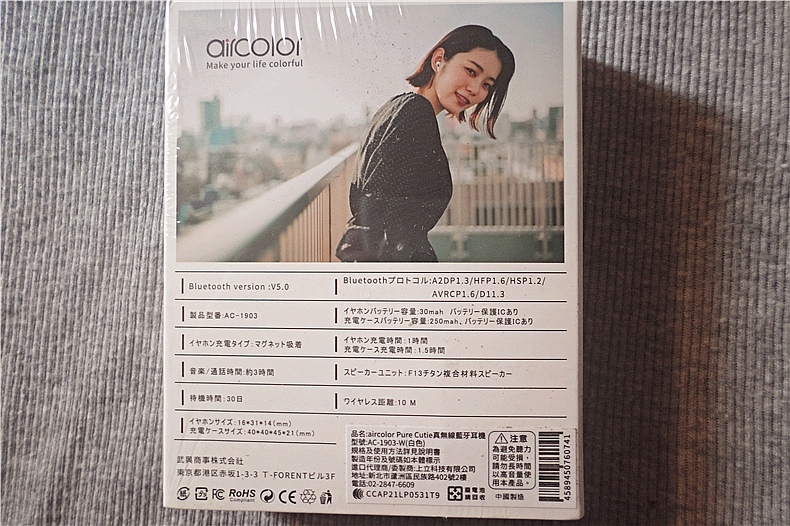 aircolor
Make your life colorful
Bluetooth version :V5.0
Bluetoothプロトコル:A2DP1.3/HFP1.6/HSP1.2/
AVRCP1.6/D11.3
製品型番:AC-1903
イヤホンバッテリー容量:30mah バッテリー保護ICあり
充電ケースバッテリー容量:250mah、バッテリー保護ICあり
イヤホン充電タイプ:マグネット吸着
イヤホン充電時間:1時間
充電ケース充電時間:1.5時間
音楽/通話時間:約3時間
スピーカーユニット:F13チタン複合材料スピーカー
待機時間:30日
ワイヤレス距離:10 M
イヤホンサイズ:16*31*14(mm)
充電ケースサイズ:40*40*45*21(mm)
武異商事株式会社
東京都港区赤坂1-3-3 T-FORENTビル3F
紙 PC RoHS CE
Compliant
品名:aircolor Pure Cutie真無線藍牙耳機
型號:AC-1903-W(白色)
規格及使用方法詳見說明書
製造年份及號碼如本體標示
進口代理商/委製商:上立科技有限公司
地址:新北市蘆洲區民族路402號2樓
電話:02-2847-6609
CCAP21LP0531T9
廢電池
請回收
注意
為避免聽力
可能受損,
請勿長時間
以高音量使
用本產品。
中國製造
4589450760741